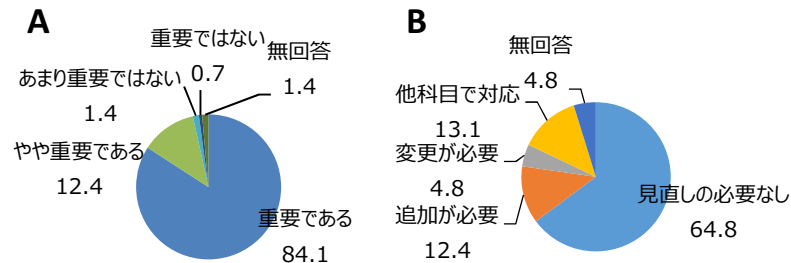 A
重要ではない
0.7
無回答
1.4
あまり重要ではない
1.4
やや重要である
12.4
重要である
84.1
B
無回答
4.8
他科目で対応
13.1
変更が必要
4.8
追加が必要
12.4
見直しの必要なし
64.8